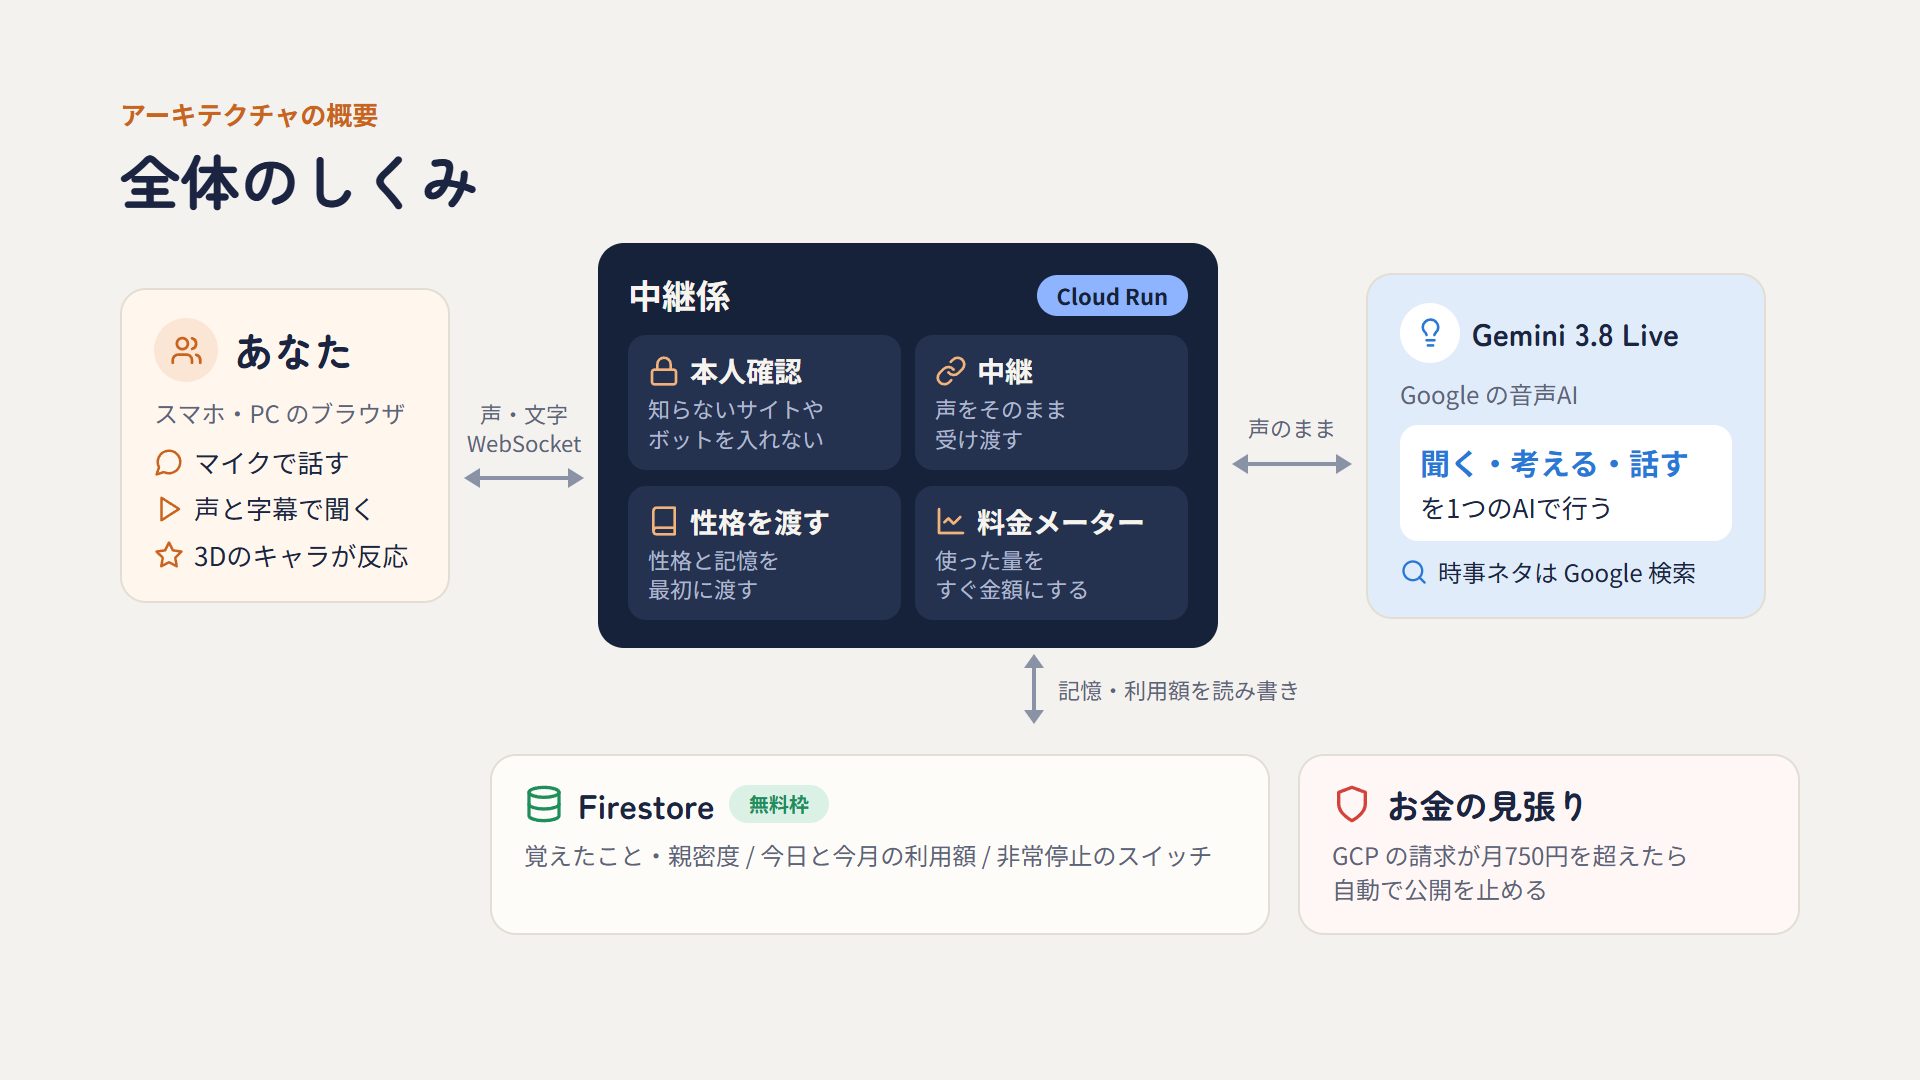 アーキテクチャの概要
全体のしくみ
あなた
スマホ・PC のブラウザ
マイクで話す
声と字幕で聞く
3Dのキャラが反応
声・文字
WebSocket
中継係
Cloud Run
本人確認
知らないサイトや
ボットを入れない
中継
声をそのまま
受け渡す
性格を渡す
性格と記憶を
最初に渡す
料金メーター
使った量を
すぐ金額にする
声のまま
Gemini 3.8 Live
Google の音声AI
聞く・考える・話す
を1つのAIで行う
時事ネタは Google 検索
記憶・利用額を読み書き
Firestore
無料枠
覚えたこと・親密度 / 今日と今月の利用額 / 非常停止のスイッチ
お金の見張り
GCP の請求が月750円を超えたら
自動で公開を止める